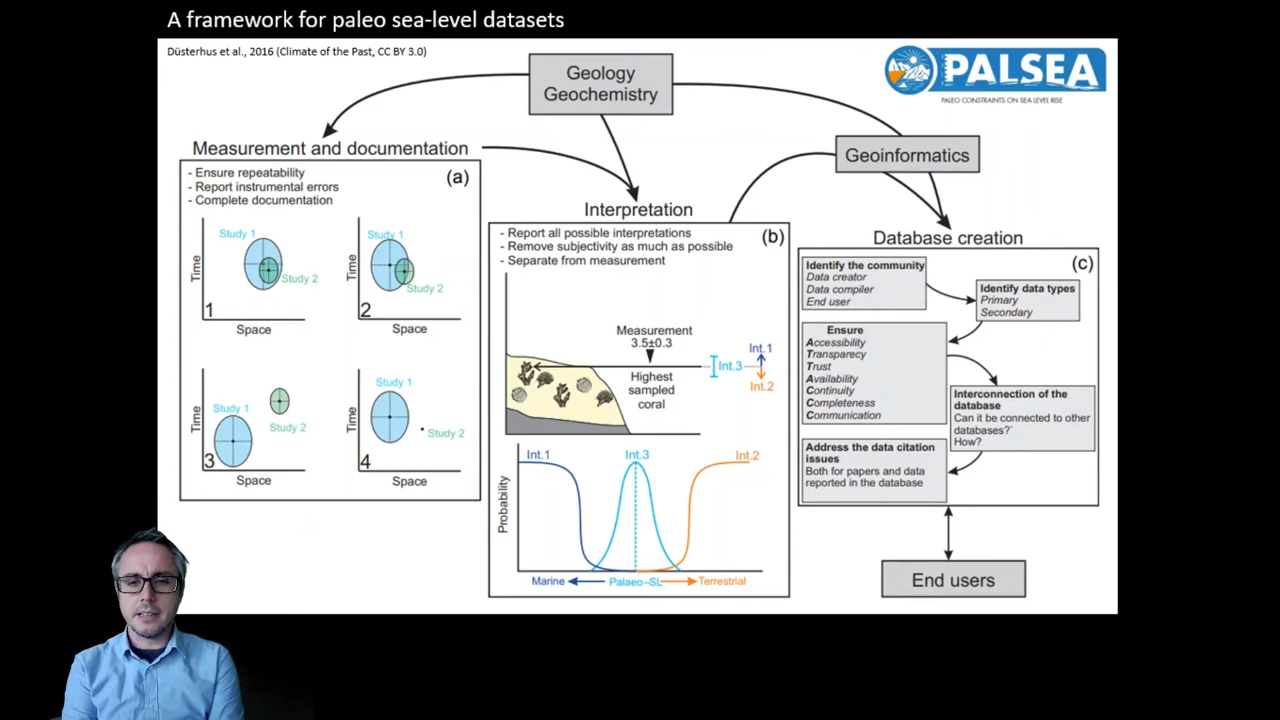 A framework for paleo sea-level datasets
Düsterhus et al., 2016 (Climate of the Past, CC BY 3.0)
PALSEA
PALEO CONSTRAINTS ON SEA LEVEL RISE
Geology
Geochemistry
Geoinformatics
Measurement and documentation
(a)
- Ensure repeatability
- Report instrumental errors
- Complete documentation
Time
Study 1
Study 2
1
Space
Time
Study 1
Study 2
2
Space
Time
Study 1
Study 2
3
Space
Time
Study 1
Study 2
4
Space
Interpretation
(b)
- Report all possible interpretations
- Remove subjectivity as much as possible
- Separate from measurement
Measurement
3.5±0.3
Highest
sampled
coral
Int.1
Int.3
Int.2
Int.1
Int.3
Int.2
Probability
Marine
Palaeo-SL
Terrestrial
Database creation
(c)
Identify the community
Data creator
Data compiler
End user
Identify data types
Primary
Secondary
Ensure
Accessibility
Transparecy
Trust
Availability
Continuity
Completeness
Communication
Interconnection of the
database
Can it be connected to other
databases?
How?
Address the data citation
issues
Both for papers and data
reported in the database
End users